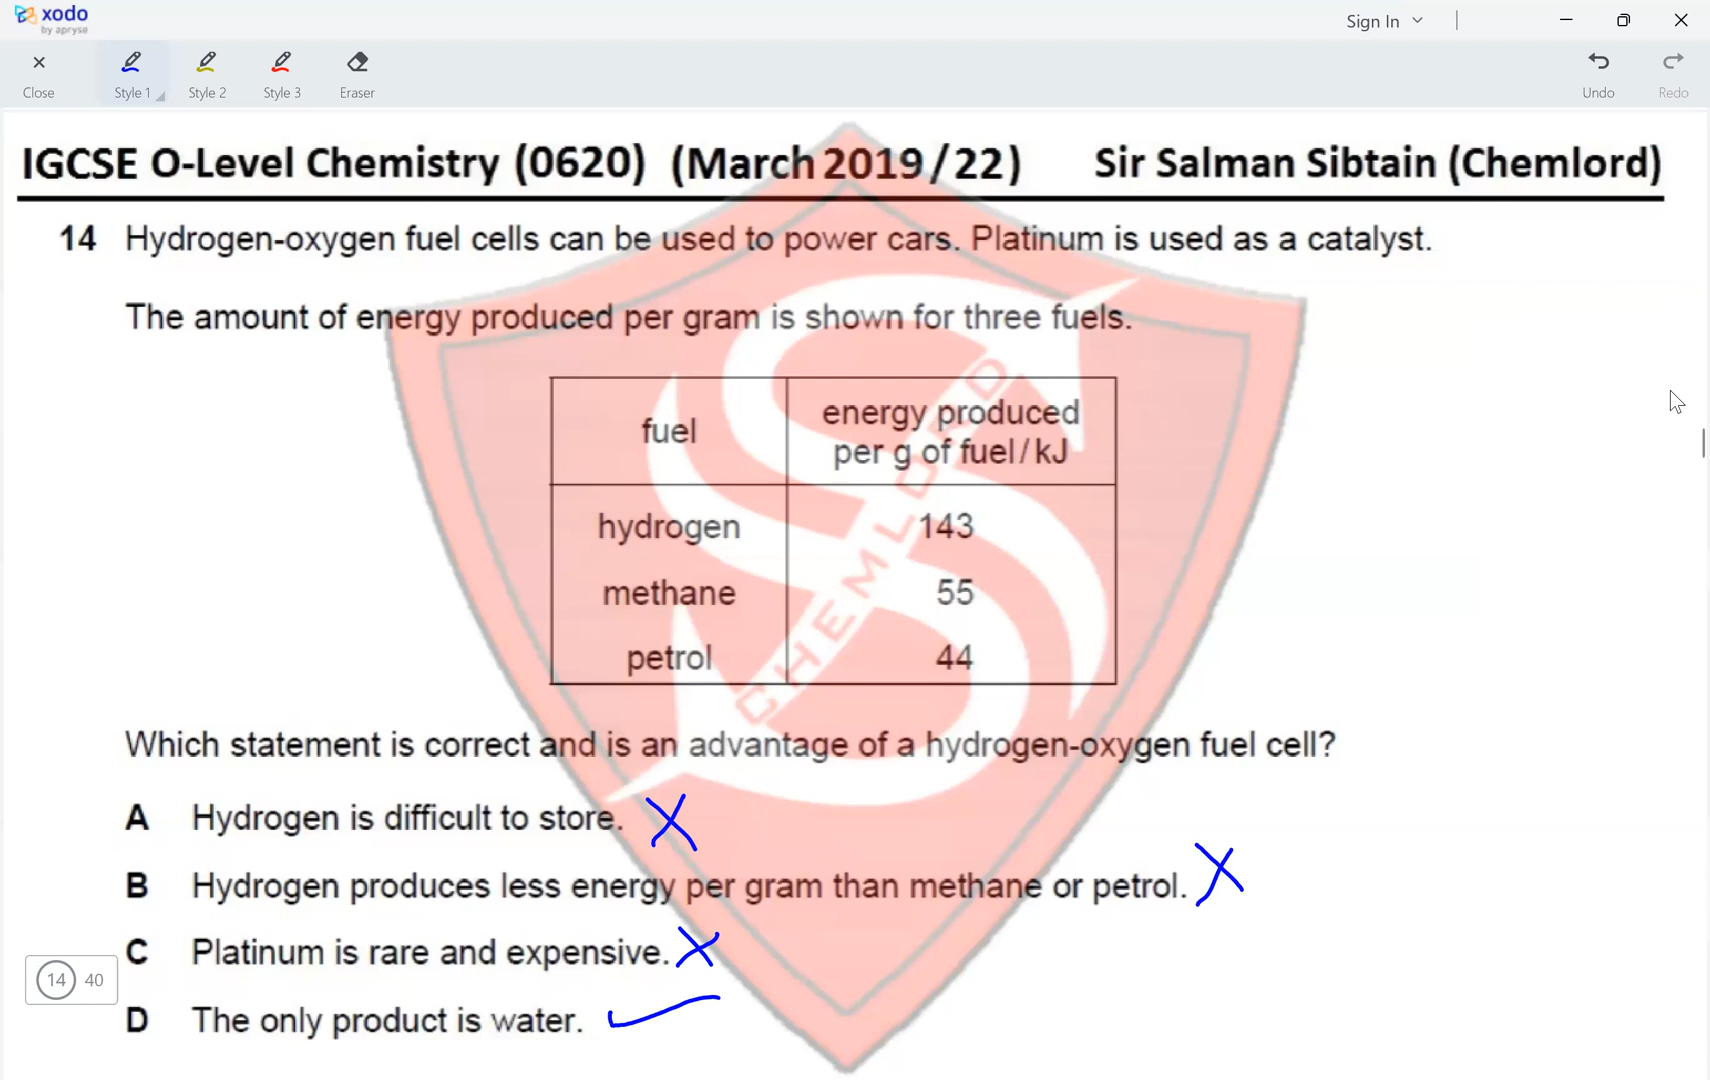 xodo
by apryse
Sign In
Close
Style 1
Style 2
Style 3
Eraser
Undo
Redo
IGCSE O-Level Chemistry (0620) (March 2019/22) Sir Salman Sibtain (Chemlord)
14 Hydrogen-oxygen fuel cells can be used to power cars. Platinum is used as a catalyst.
The amount of energy produced per gram is shown for three fuels.
fuel energy produced per g of fuel/kJ
hydrogen 143
methane 55
petrol 44
CHEMLORD
Which statement is correct and is an advantage of a hydrogen-oxygen fuel cell?
A Hydrogen is difficult to store.
B Hydrogen produces less energy per gram than methane or petrol.
C Platinum is rare and expensive.
D The only product is water.
14 40